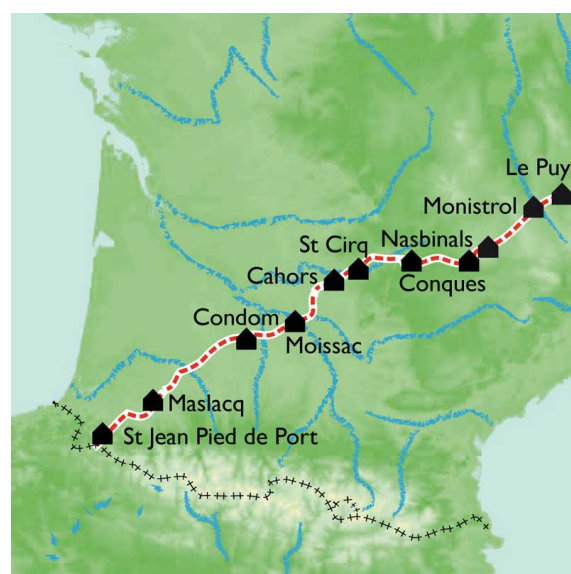 Le Puy
Monistrol
Nasbinals
St Cirq
Cahors
Conques
Condom
Moissac
Maslacq
St Jean Pied de Port